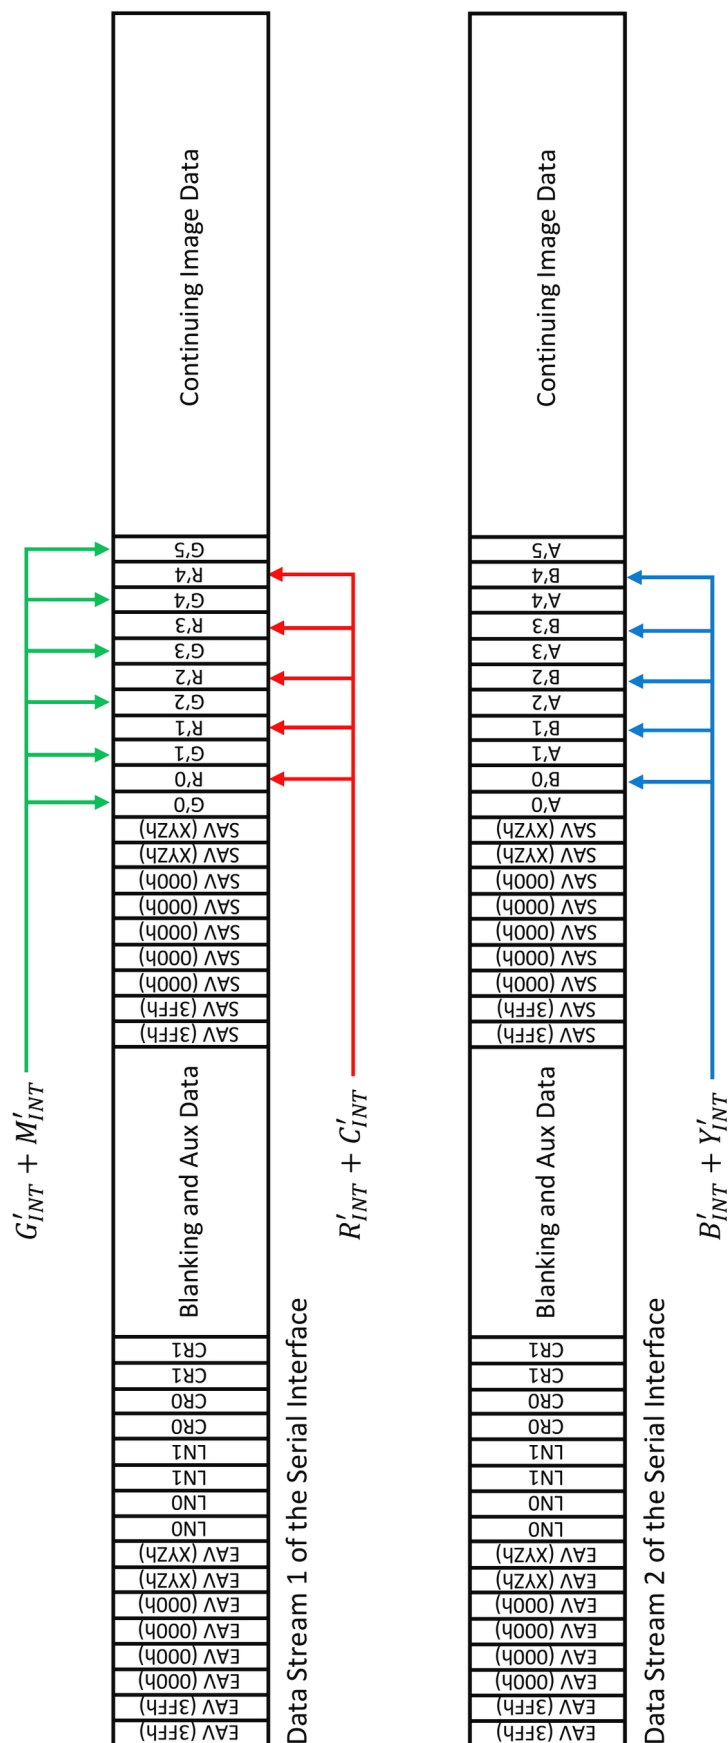 G′INT + M′INT
EAV (3FFh)
EAV (3FFh)
EAV (000h)
EAV (000h)
EAV (000h)
EAV (000h)
EAV (XYZh)
EAV (XYZh)
LN0
LN0
LN1
LN1
CR0
CR0
CR1
CR1
Blanking and Aux Data
SAV (3FFh)
SAV (3FFh)
SAV (000h)
SAV (000h)
SAV (000h)
SAV (000h)
SAV (000h)
SAV (XYZh)
SAV (XYZh)
G'0
R'0
G'1
R'1
G'2
R'2
G'3
R'3
G'4
R'4
G'5
Continuing Image Data
Data Stream 1 of the Serial Interface
R′INT + C′INT
EAV (3FFh)
EAV (3FFh)
EAV (000h)
EAV (000h)
EAV (000h)
EAV (000h)
EAV (XYZh)
EAV (XYZh)
LN0
LN0
LN1
LN1
CR0
CR0
CR1
CR1
Blanking and Aux Data
SAV (3FFh)
SAV (3FFh)
SAV (000h)
SAV (000h)
SAV (000h)
SAV (000h)
SAV (000h)
SAV (XYZh)
SAV (XYZh)
A'0
B'0
A'1
B'1
A'2
B'2
A'3
B'3
A'4
B'4
A'5
Continuing Image Data
Data Stream 2 of the Serial Interface
B′INT + Y′INT